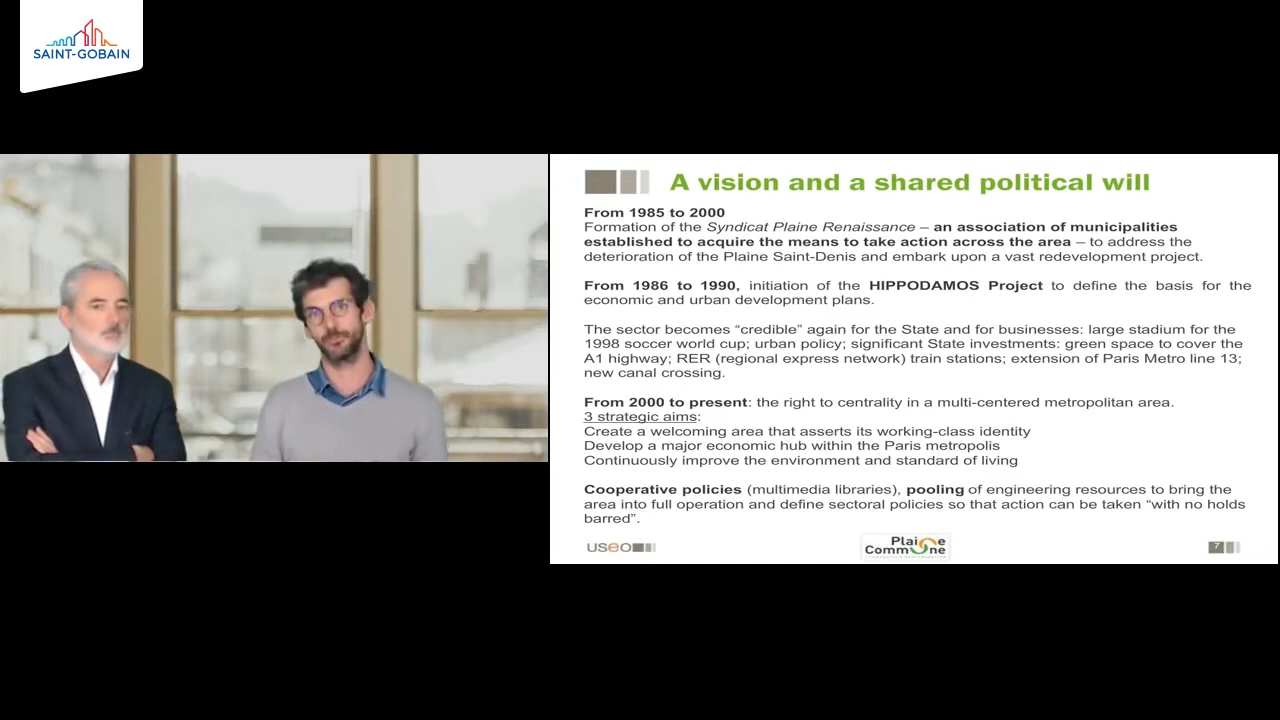 SAINT-GOBAIN
A vision and a shared political will
From 1985 to 2000
Formation of the Syndicat Plaine Renaissance – an association of municipalities
established to acquire the means to take action across the area – to address the
deterioration of the Plaine Saint-Denis and embark upon a vast redevelopment project.
From 1986 to 1990, initiation of the HIPPODAMOS Project to define the basis for the
economic and urban development plans.
The sector becomes “credible” again for the State and for businesses: large stadium for the
1998 soccer world cup; urban policy; significant State investments: green space to cover the
A1 highway; RER (regional express network) train stations; extension of Paris Metro line 13;
new canal crossing.
From 2000 to present: the right to centrality in a multi-centered metropolitan area.
3 strategic aims:
Create a welcoming area that asserts its working-class identity
Develop a major economic hub within the Paris metropolis
Continuously improve the environment and standard of living
Cooperative policies (multimedia libraries), pooling of engineering resources to bring the
area into full operation and define sectoral policies so that action can be taken “with no holds
barred”.
useo
Plaine
Commune
7